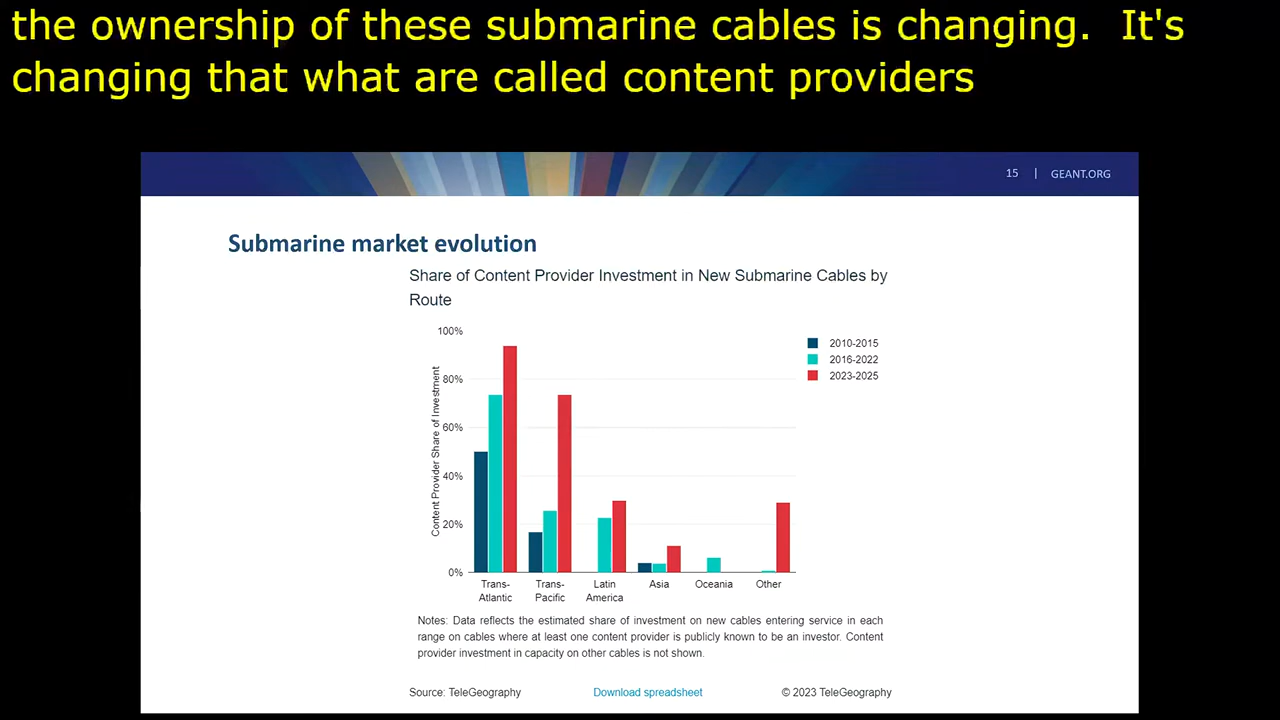 the ownership of these submarine cables is changing.  It's
changing that what are called content providers
15 | GEANT.ORG
Submarine market evolution
Share of Content Provider Investment in New Submarine Cables by
Route
Content Provider Share of Investment
100%
80%
60%
40%
20%
0%
2010-2015
2016-2022
2023-2025
Trans-
Atlantic
Trans-
Pacific
Latin
America
Asia
Oceania
Other
Notes: Data reflects the estimated share of investment on new cables entering service in each
range on cables where at least one content provider is publicly known to be an investor. Content
provider investment in capacity on other cables is not shown.
Source: TeleGeography
Download spreadsheet
© 2023 TeleGeography